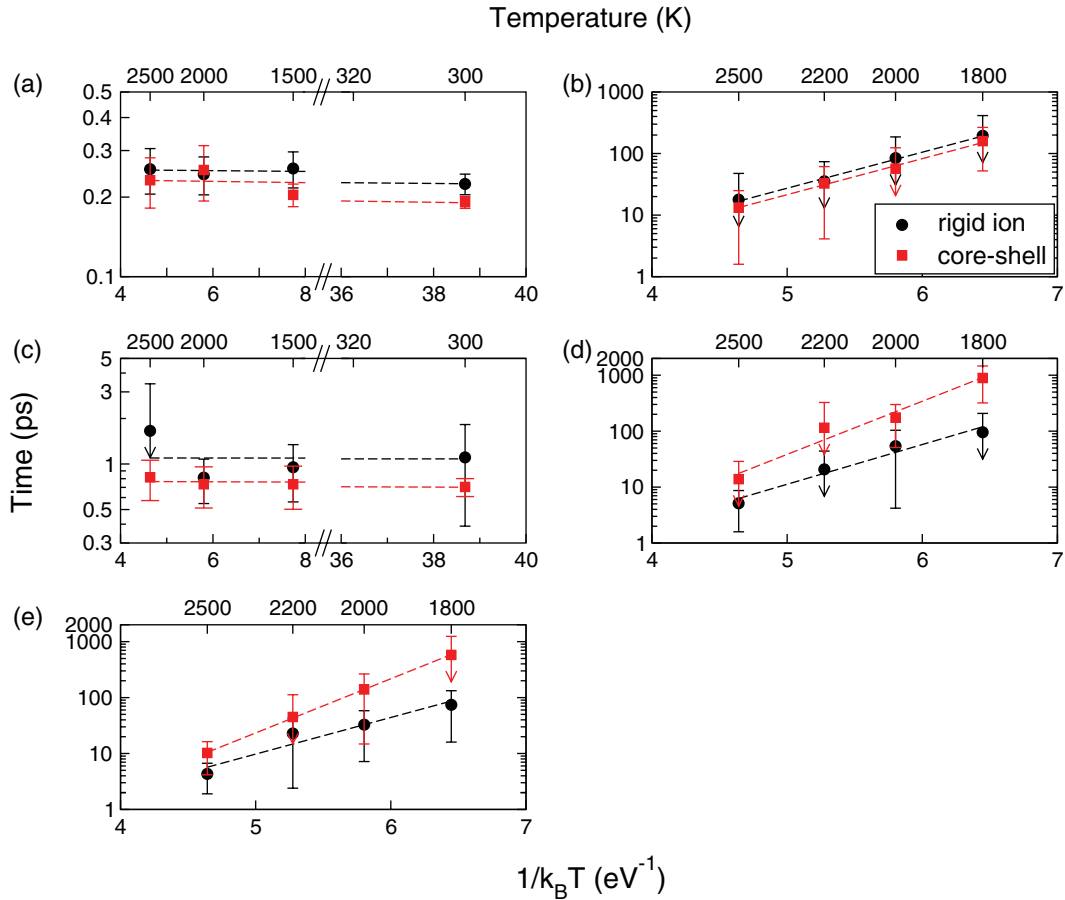 Temperature (K)
(a)
2500 2000 1500 320 300
0.5
0.4
0.3
0.2
0.1
4 6 8 36 38 40
(b)
2500 2200 2000 1800
1000
100
10
1
rigid ion
core-shell
4 5 6 7
(c)
2500 2000 1500 320 300
5
3
1
0.5
0.3
4 6 8 36 38 40
(d)
2500 2200 2000 1800
2000
1000
100
10
1
4 5 6 7
Time (ps)
(e)
2500 2200 2000 1800
2000
1000
100
10
1
4 5 6 7
1/k_BT (eV⁻¹)